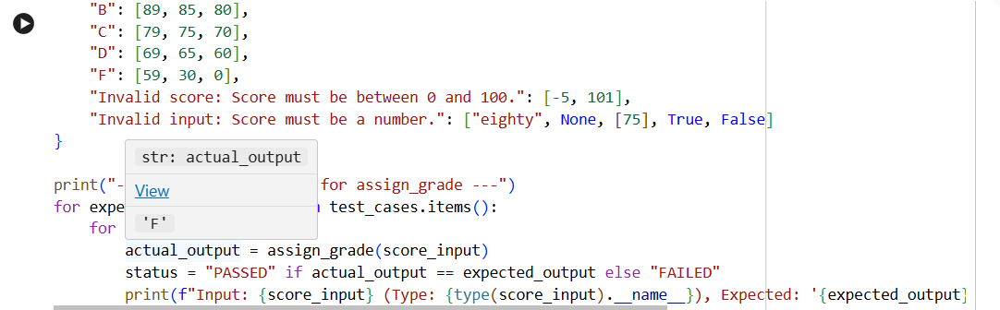 "B": [89, 85, 80],
"C": [79, 75, 70],
"D": [69, 65, 60],
"F": [59, 30, 0],
"Invalid score: Score must be between 0 and 100.": [-5, 101],
"Invalid input: Score must be a number.": ["eighty", None, [75], True, False]
}
str: actual_output
View
'F'
print("- for assign_grade ---")
for expe test_cases.items():
for
actual_output = assign_grade(score_input)
status = "PASSED" if actual_output == expected_output else "FAILED"
print(f"Input: {score_input} (Type: {type(score_input).__name__}), Expected: '{expected_output}